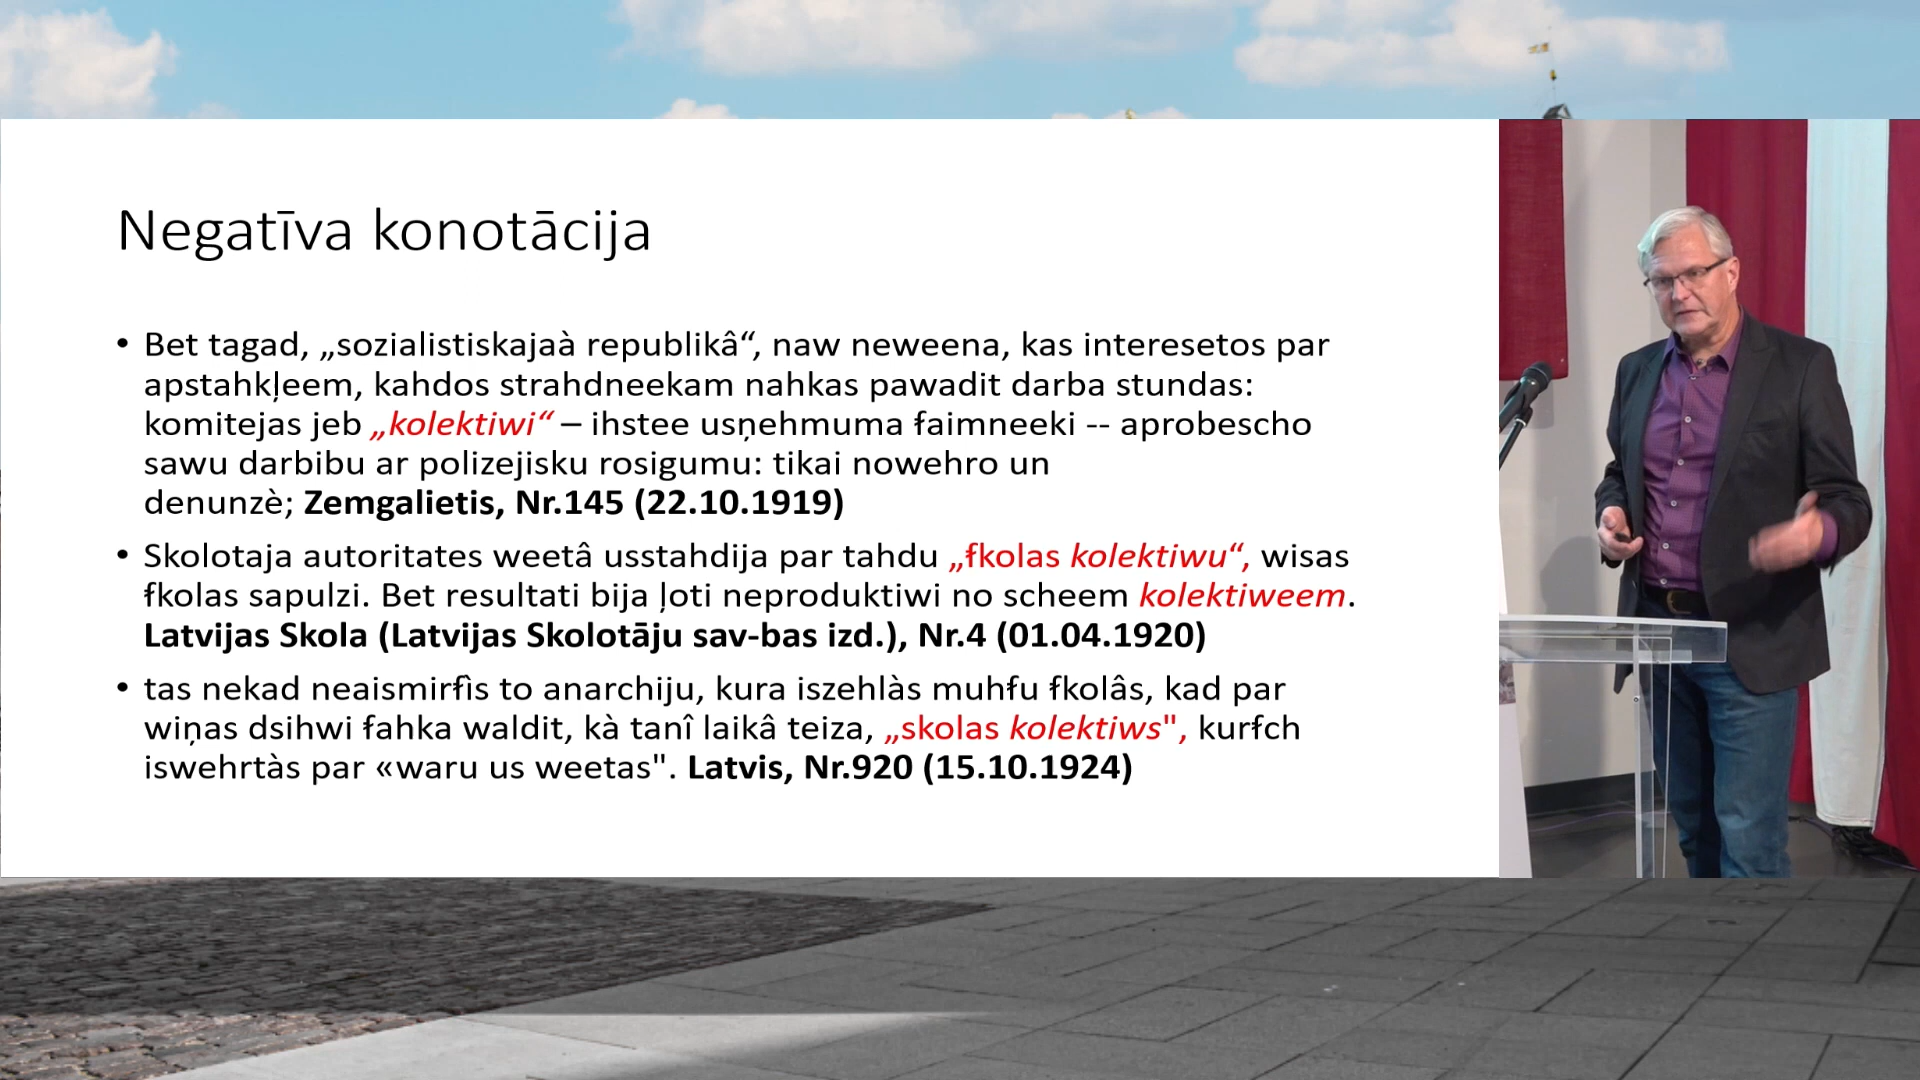 Negatīva konotācija
• Bet tagad, „sozialistiskajaà republikâ“, naw neweena, kas interesetos par
apstahkļeem, kahdos strahdneekam nahkas pawadit darba stundas:
komitejas jeb „kolektiwi“ – ihstee usņehmuma ſaimneeki -- aprobescho
sawu darbibu ar polizejisku rosigumu: tikai nowehro un
denunzè; Zemgalietis, Nr.145 (22.10.1919)
• Skolotaja autoritates weetâ usstahdija par tahdu „ſkolas kolektiwu“, wisas
ſkolas sapulzi. Bet resultati bija ļoti neproduktiwi no scheem kolektiweem.
Latvijas Skola (Latvijas Skolotāju sav-bas izd.), Nr.4 (01.04.1920)
• tas nekad neaismirſìs to anarchiju, kura iszehlàs muhſu ſkolâs, kad par
wiņas dsihwi ſahka waldit, kà tanî laikâ teiza, „skolas kolektiws", kurſch
iswehrtàs par «waru us weetas". Latvis, Nr.920 (15.10.1924)